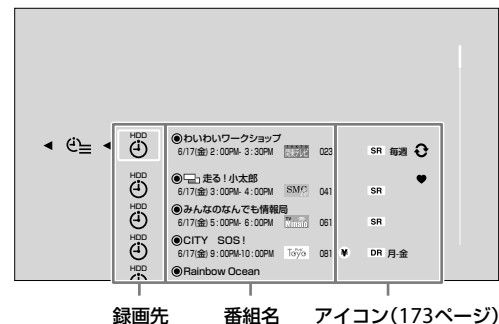 HDD
◉わいわいワークショップ
6/17(金) 2:00PM- 3:30PM 023 SR 毎週
HDD
◉走る!小太郎
6/17(金) 3:00PM- 4:00PM SMC 041 SR
HDD
◉みんなのなんでも情報局
6/17(金) 5:00PM- 6:00PM TV Minato 061 SR
HDD
◉CITY SOS!
6/17(金) 9:00PM-10:00PM Toyo 081 ¥ DR 月-金
HDD
◉Rainbow Ocean
録画先 番組名 アイコン(173ページ)